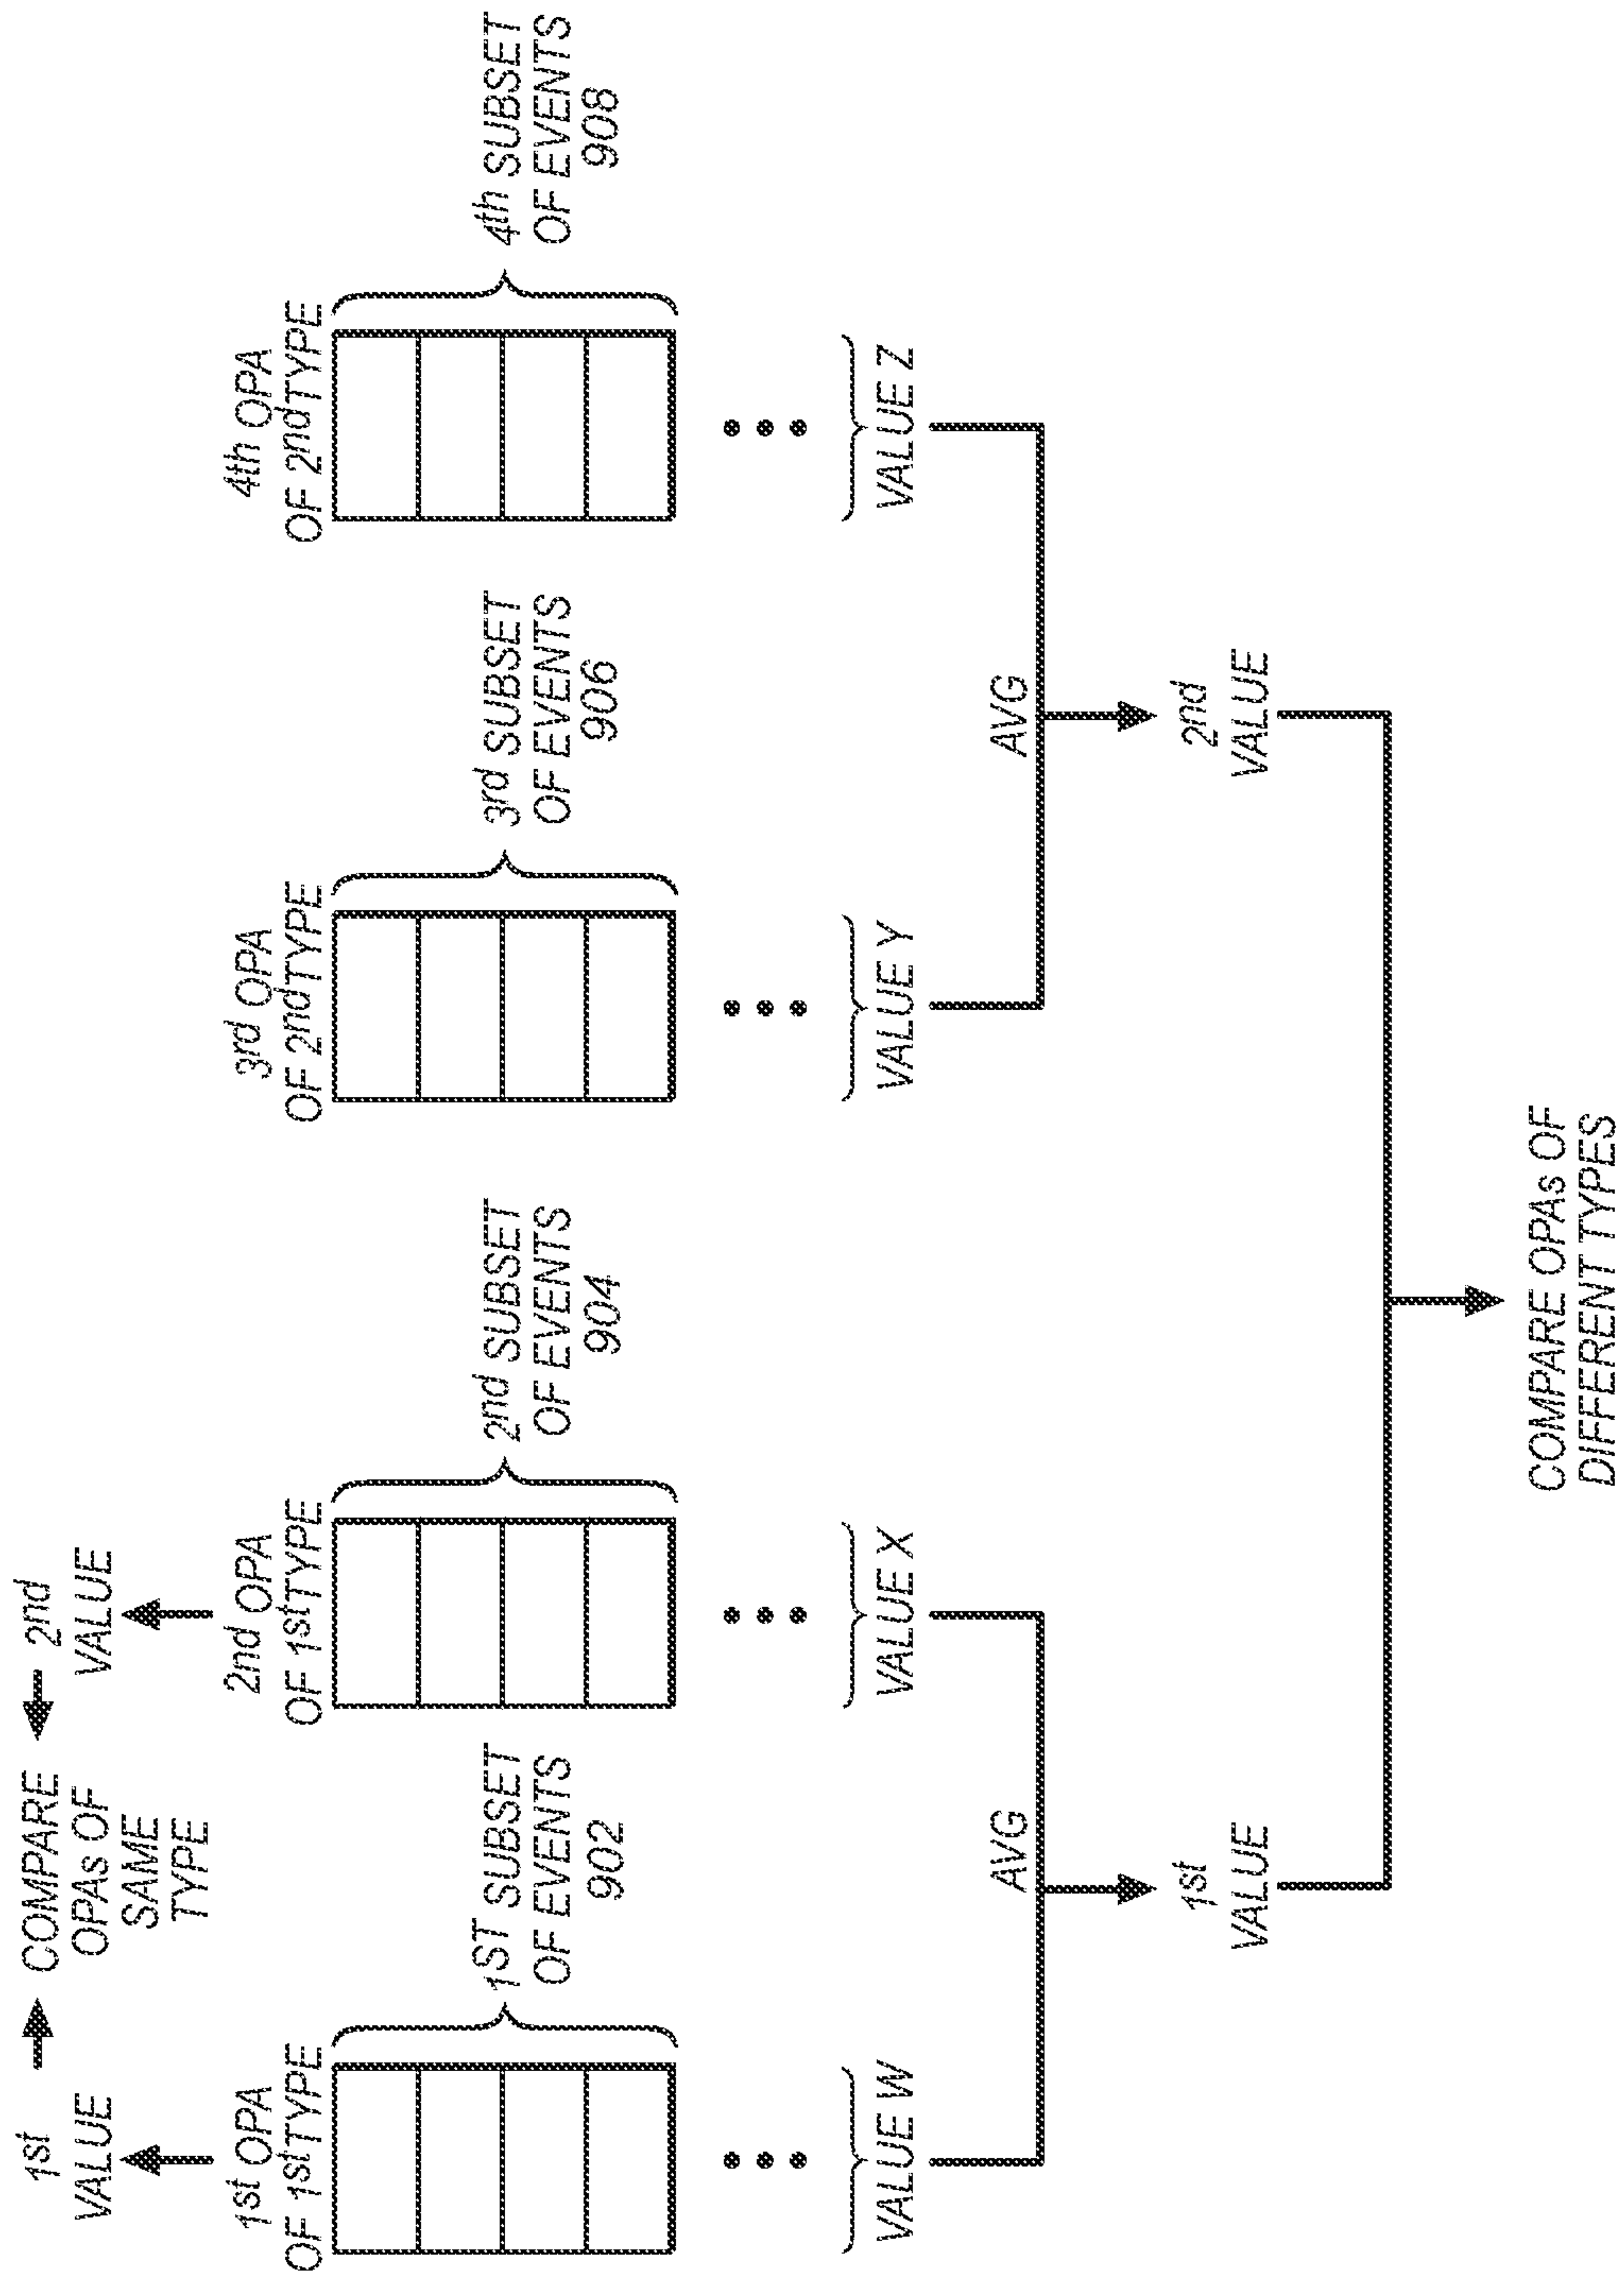 1st
VALUE
COMPARE
OPAs OF
SAME
TYPE
2nd
VALUE
1st OPA
OF 1st TYPE
1ST SUBSET
OF EVENTS
902
2nd OPA
OF 1st TYPE
2nd SUBSET
OF EVENTS
904
3rd OPA
OF 2nd TYPE
3rd SUBSET
OF EVENTS
906
4th OPA
OF 2nd TYPE
4th SUBSET
OF EVENTS
908
VALUE W
VALUE X
VALUE Y
VALUE Z
AVG
AVG
1st
VALUE
2nd
VALUE
COMPARE OPAs OF
DIFFERENT TYPES